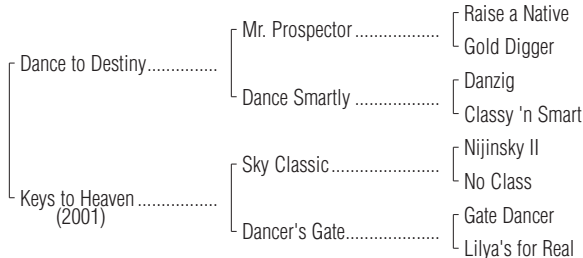 Raise a Native
Mr. Prospector ...................
Gold Digger
Dance to Destiny...............
Danzig
Dance Smartly ...................
Classy 'n Smart
Nijinsky II
Sky Classic.......................
No Class
Keys to Heaven ................
(2001)
Gate Dancer
Dancer's Gate....................
Lilya's for Real